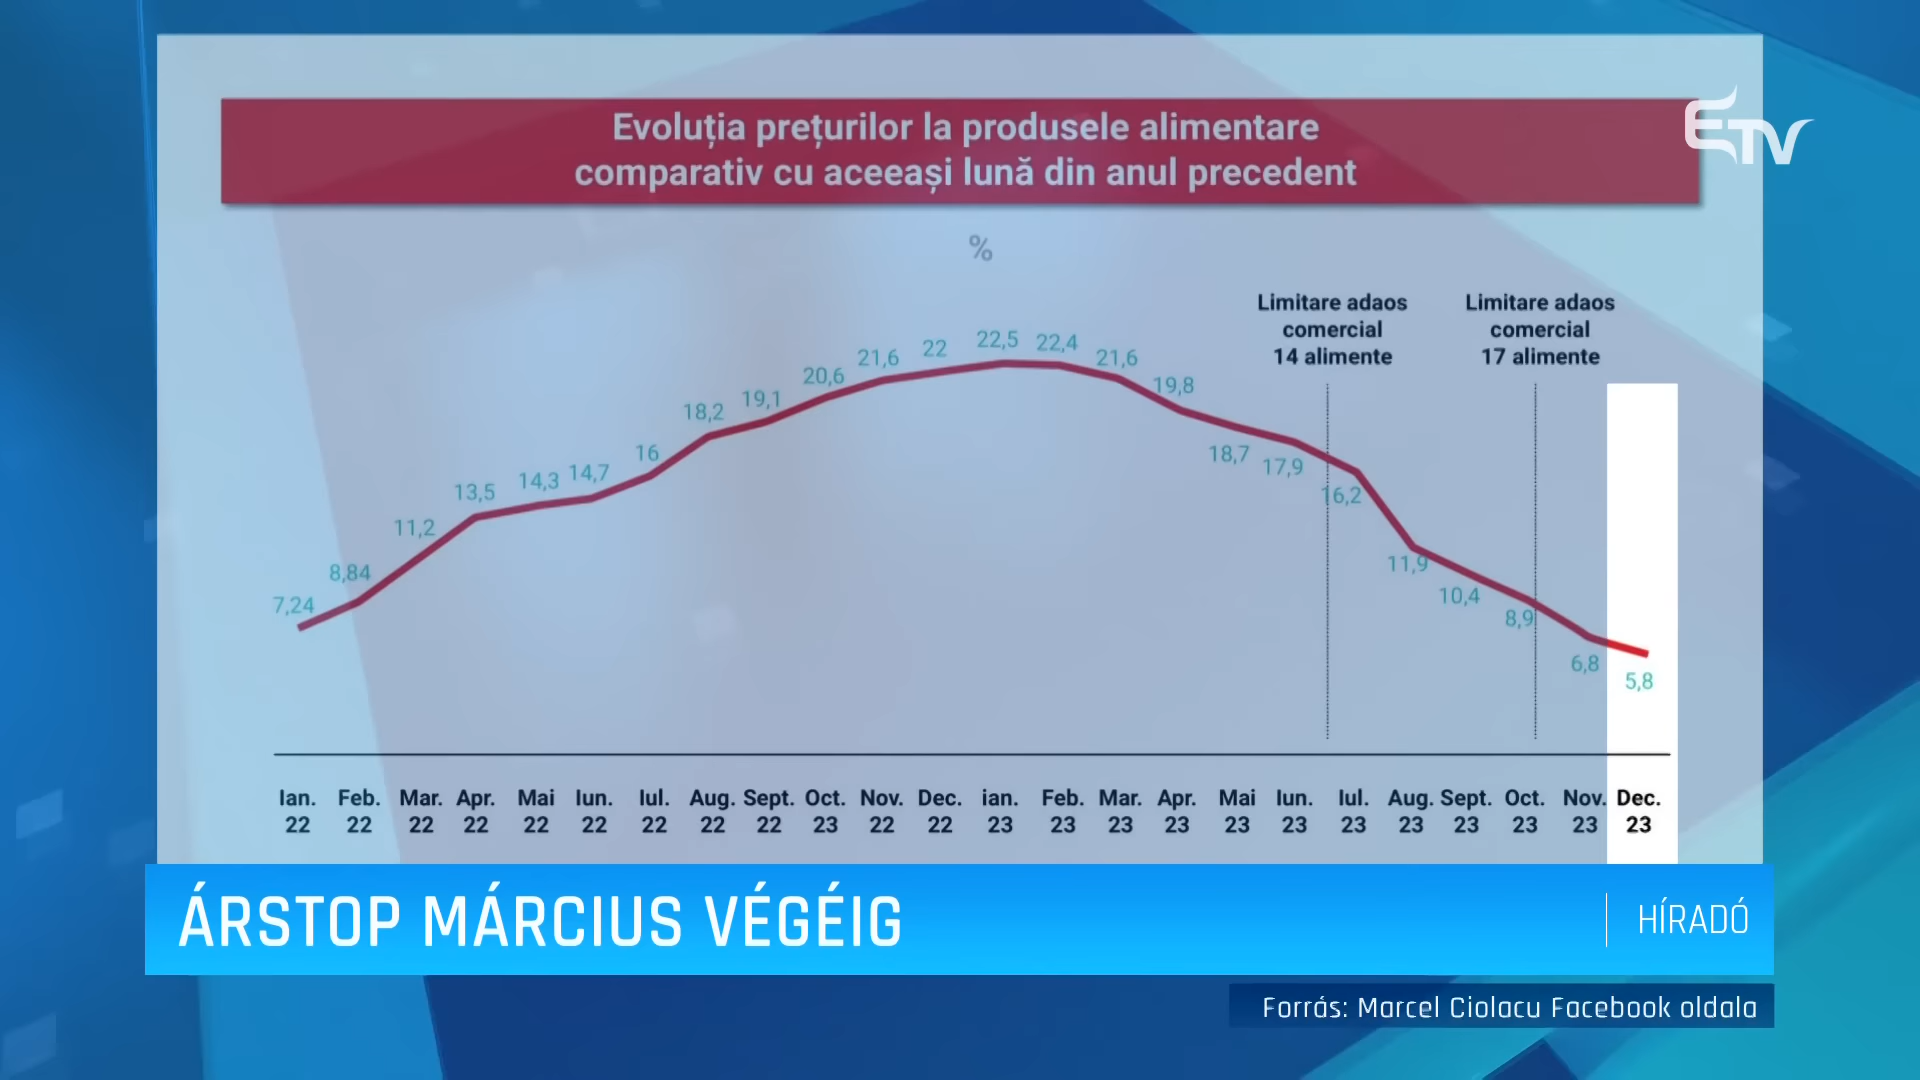 Evoluția prețurilor la produsele alimentare
comparativ cu aceeași lună din anul precedent
ETV
%
Limitare adaos
comercial
14 alimente
Limitare adaos
comercial
17 alimente
7,24 8,84 11,2 13,5 14,3 14,7 16 18,2 19,1 20,6 21,6 22 22,5 22,4 21,6 19,8 18,7 17,9 16,2 11,9 10,4 8,9 6,8 5,8
Ian. Feb. Mar. Apr. Mai Iun. Iul. Aug. Sept. Oct. Nov. Dec. ian. Feb. Mar. Apr. Mai Iun. Iul. Aug. Sept. Oct. Nov. Dec.
22 22 22 22 22 22 22 22 22 23 22 22 23 23 23 23 23 23 23 23 23 23 23 23
ÁRSTOP MÁRCIUS VÉGÉIG
HÍRADÓ
Forrás: Marcel Ciolacu Facebook oldala